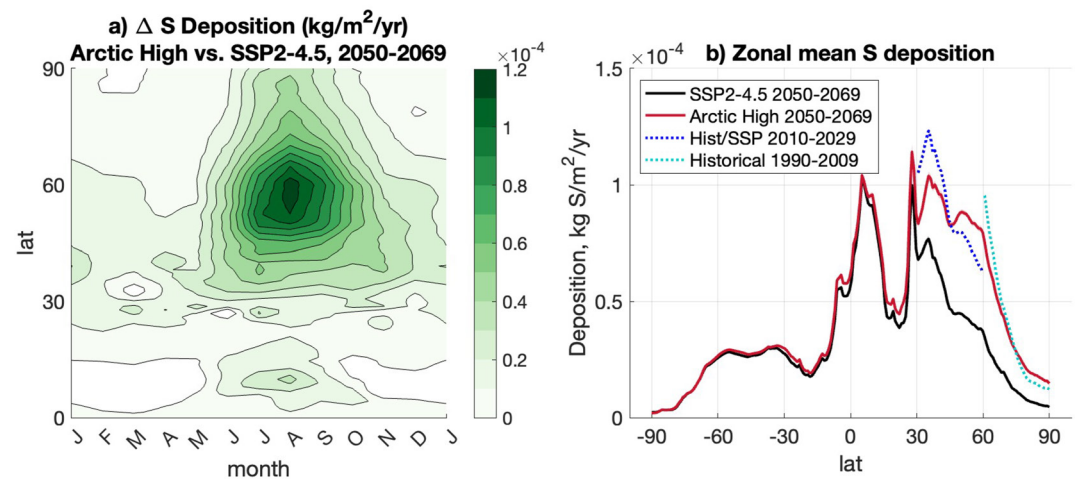 a) Δ S Deposition (kg/m²/yr)
Arctic High vs. SSP2-4.5, 2050-2069
×10⁻⁴
90
60
30
0
lat
J F M A M J J A S O N D J
month
1.2
1
0.8
0.6
0.4
0.2
0
b) Zonal mean S deposition
×10⁻⁴
1.5
1
0.5
0
Deposition, kg S/m²/yr
SSP2-4.5 2050-2069
Arctic High 2050-2069
Hist/SSP 2010-2029
Historical 1990-2009
-90 -60 -30 0 30 60 90
lat